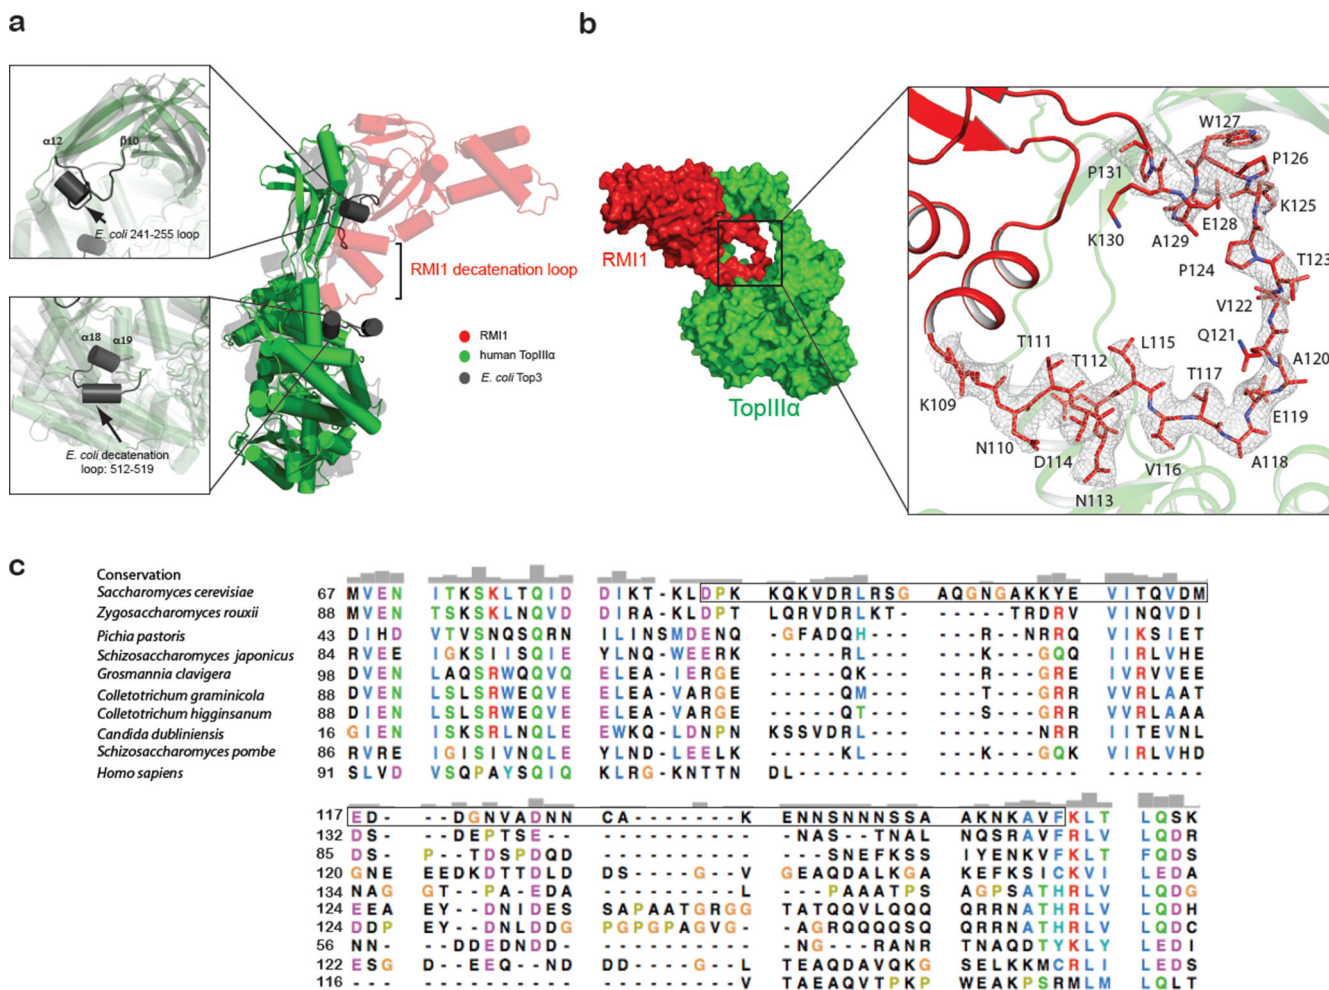 a
α12
β10
E. coli 241-255 loop
α18
α19
E. coli decatenation
loop: 512-519
RMI1 decatenation loop
RMI1
human TopIIIα
E. coli Top3
b
RMI1
TopIIIα
W127
P131
P126
K125
K130
E128
A129
P124
T123
V122
Q121
T111
T112
L115
A120
T117
K109
E119
N110
D114
V116
A118
N113
c
Conservation
Saccharomyces cerevisiae 67 MVEN ITKSKLTQID DIKT-KLDPK KQKVDRLRSG AQGNGAKKYE VITQVDM
Zygosaccharomyces rouxii 88 MVEN LTKSKLNQVD DIRA-KLDPT LQRVDRLKT- ----TRDRV VINQVDI
Pichia pastoris 43 DIHD VTVSNQSQRN ILINSMDENQ -GFADQH--- --R-NRRQ VIKSIET
Schizosaccharomyces japonicus 84 RVEE IGKSIISQIE YLNQ-WEERK ----RL---- ---K--GQQ IIRLVHE
Grosmannia clavigera 98 DVEN LAQSRWQQVQ ELEA-IERGE ----QK---- ---R--GRE IVRVVEE
Colletotrichum graminicola 88 DVEN LSLSRWEQVE ELEA-VARGE ----QM---- ---T--GRR VVRLAAT
Colletotrichum higginsanum 88 DIEN LSLSRWEQVE ELEA-VARGE ----QT---- ---S--GRR VVRLAAA
Candida dubliniensis 16 GIEN ISKSRLNQLE EWKQ-LDNPN KSSVDRL--- ------RR IITEVNL
Schizosaccharomyces pombe 86 RVRE IGISIVNQLE YLND-LEELK ----KL---- ---K--GQK VIRLVHD
Homo sapiens 91 SLVD VSQPAYSQIQ KLRG-KNTTN DL-------- --------- -------
117 ED- -DGNVADNN CA------K ENNSNNNSSA AKNKAVFKLT LQSK
132 DS- --DEPTSE- -------- --NAS--TNAL NQSRAVFRLV LQDR
85 DS- P--TDSPDQD -------- ---SNEFKSS IYENKVFKLT FQDS
120 GNE EEDKDTTDLD DS----G--V GEAQDALKGA KEFKSICKVI LEDA
134 NAG GT--PA-EDA --------L ---PAAATPS AGPSATHRLV LQDG
124 EEA EY--DNIDES SAPAATGRGG TATQQVLQQQ QRRNATHRLV LQDH
124 DDP EY--DNLDDG PGPGPAGVG- -AGRQQQQSQ QQRNATHRLV LQDC
56 NN- --DDEDNDD- -------- --NG---RANR TNAQDTYKLY LEDI
122 ESG D--EEQ--ND DD----G--L TEAQDAVQKG SELKKMCRLI LEDS
116 --- ---------- --------V TAEAQVTPKP WEAKPSRMLM LQLT